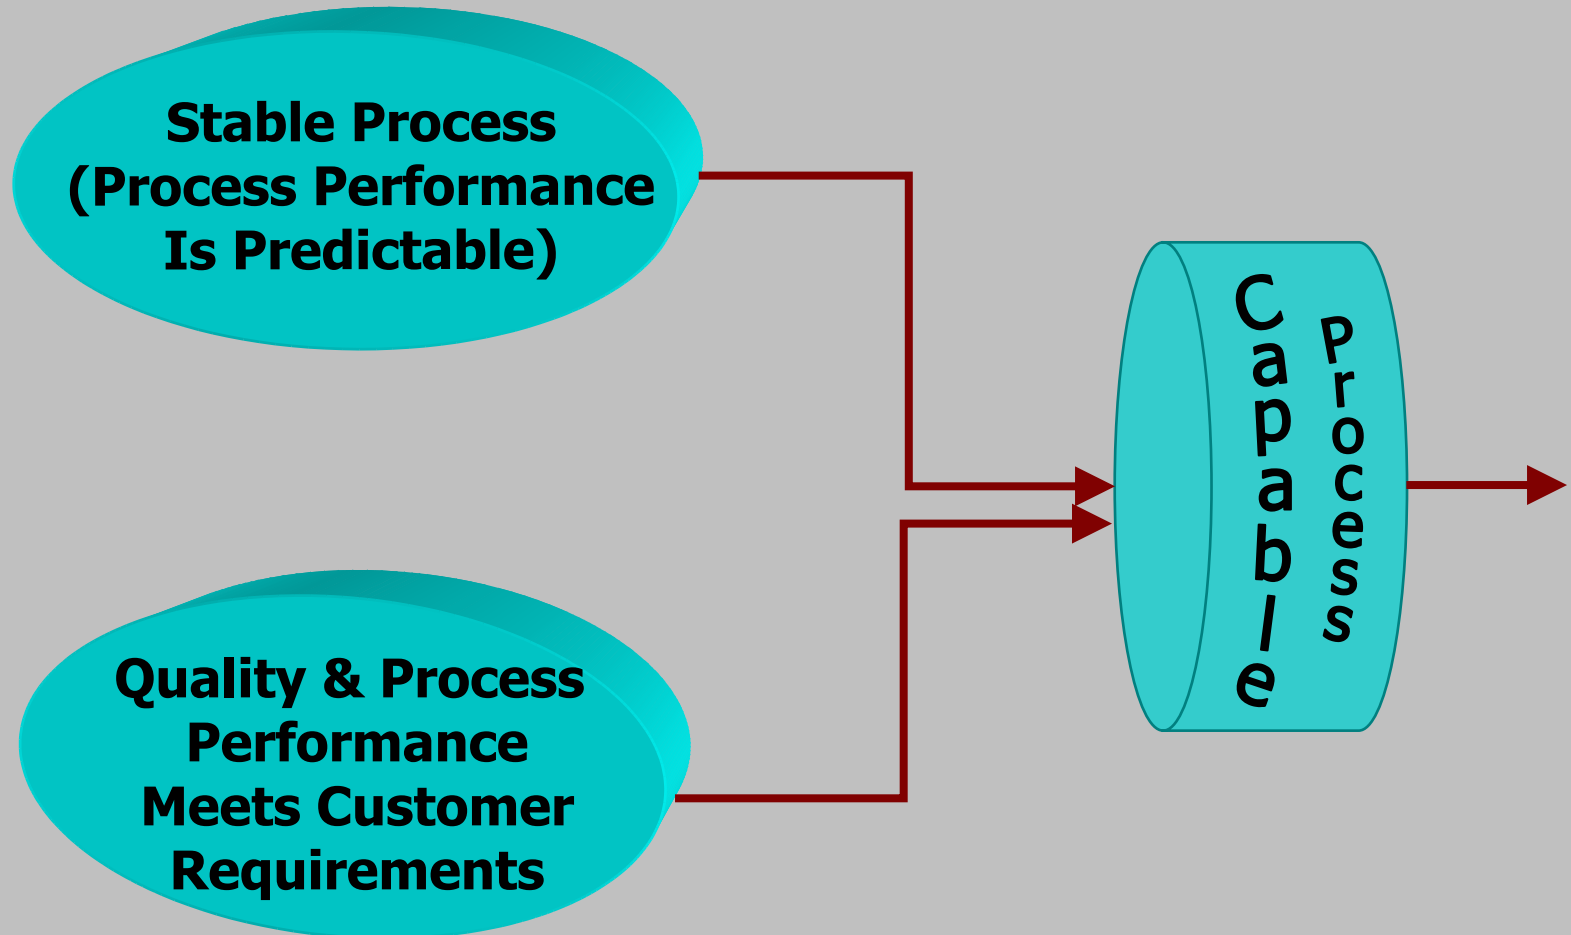 Stable Process
(Process Performance
Is Predictable)
Quality & Process
Performance
Meets Customer
Requirements
Capable
Process